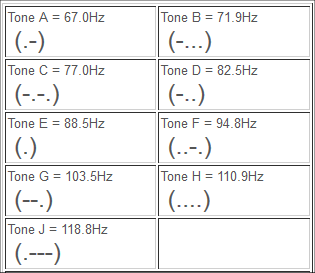 Tone A = 67.0Hz
(.-)
Tone B = 71.9Hz
(-...)
Tone C = 77.0Hz
(-.-.)
Tone D = 82.5Hz
(-..)
Tone E = 88.5Hz
(.)
Tone F = 94.8Hz
(..-.)
Tone G = 103.5Hz
(--.)
Tone H = 110.9Hz
(....)
Tone J = 118.8Hz
(.---)